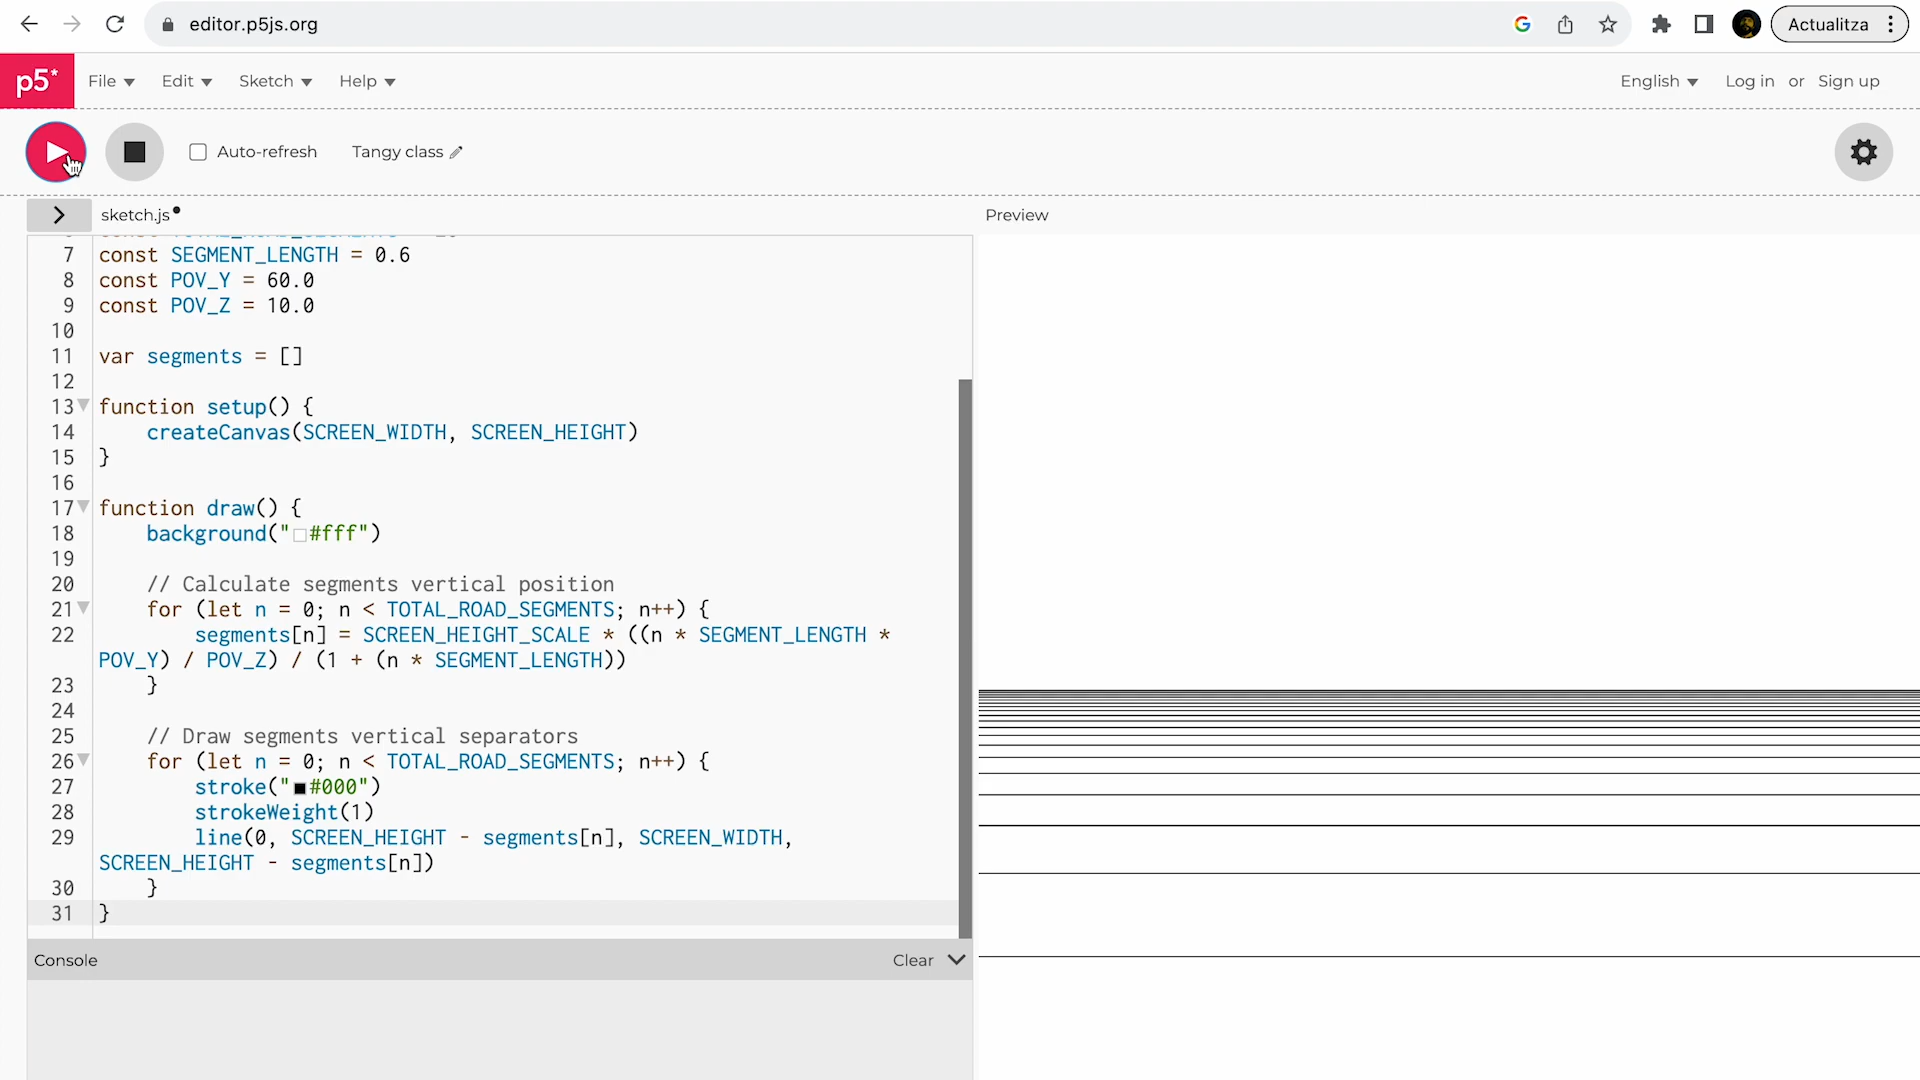 editor.p5js.org
Actualitza
p5*
File
Edit
Sketch
Help
English
Log in or Sign up
Auto-refresh
Tangy class
sketch.js
Preview
7 const SEGMENT_LENGTH = 0.6
8 const POV_Y = 60.0
9 const POV_Z = 10.0
10
11 var segments = []
12
13 function setup() {
14 createCanvas(SCREEN_WIDTH, SCREEN_HEIGHT)
15 }
16
17 function draw() {
18 background("#fff")
19
20 // Calculate segments vertical position
21 for (let n = 0; n < TOTAL_ROAD_SEGMENTS; n++) {
22 segments[n] = SCREEN_HEIGHT_SCALE * ((n * SEGMENT_LENGTH *
POV_Y) / POV_Z) / (1 + (n * SEGMENT_LENGTH))
23 }
24
25 // Draw segments vertical separators
26 for (let n = 0; n < TOTAL_ROAD_SEGMENTS; n++) {
27 stroke("#000")
28 strokeWeight(1)
29 line(0, SCREEN_HEIGHT - segments[n], SCREEN_WIDTH,
SCREEN_HEIGHT - segments[n])
30 }
31 }
Console
Clear